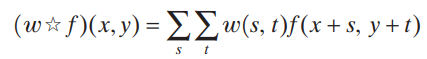 (w ☆ f)(x, y) = ∑ ∑ w(s, t)f(x + s, y + t)
s t